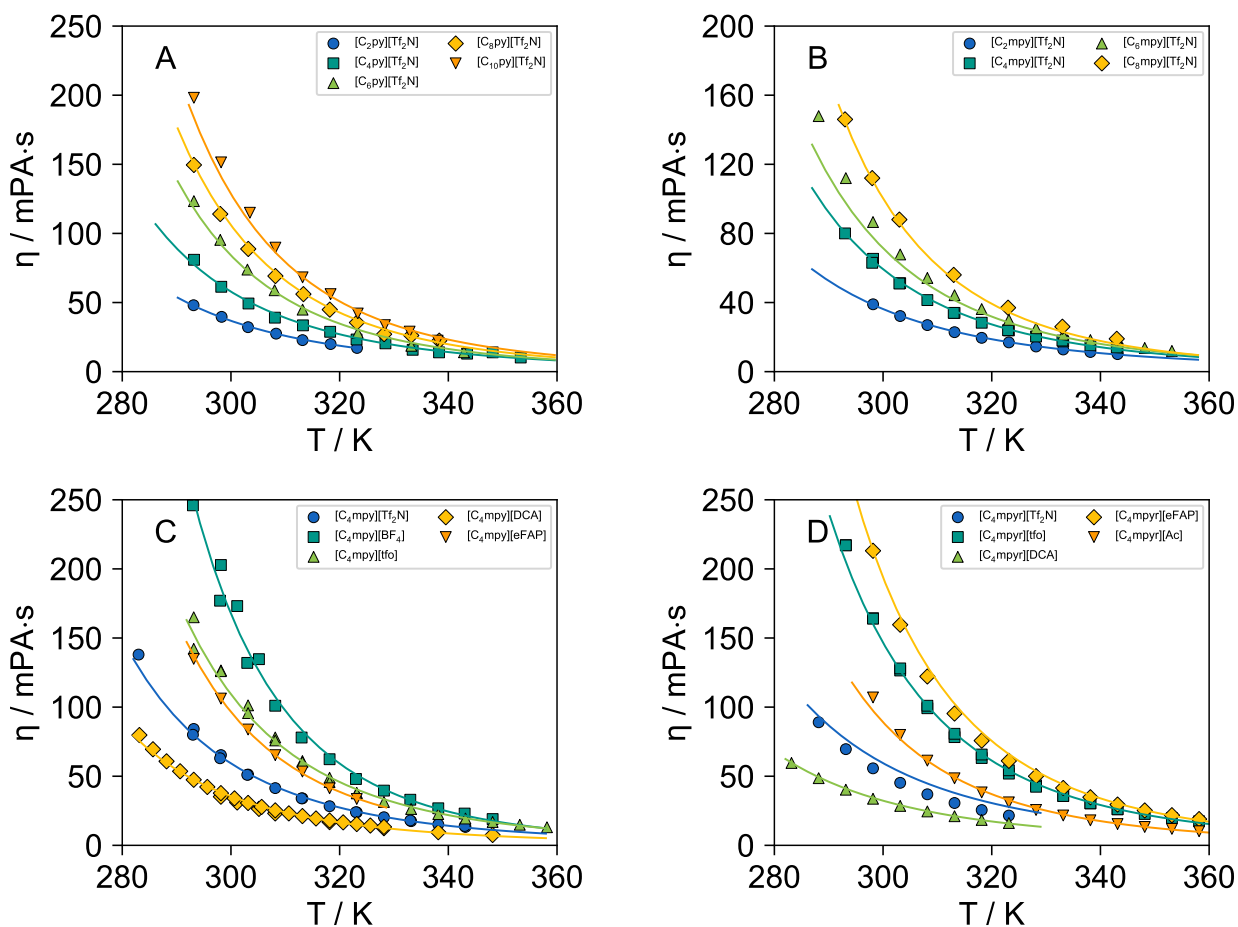 250
200
150
100
50
0
η / mPA·s
A
[C₂py][Tf₂N]
[C₄py][Tf₂N]
[C₆py][Tf₂N]
[C₈py][Tf₂N]
[C₁₀py][Tf₂N]
280 300 320 340 360
T / K
200
160
120
80
40
0
η / mPA·s
B
[C₂mpy][Tf₂N]
[C₄mpy][Tf₂N]
[C₆mpy][Tf₂N]
[C₈mpy][Tf₂N]
280 300 320 340 360
T / K
250
200
150
100
50
0
η / mPA·s
C
[C₄mpy][Tf₂N]
[C₄mpy][BF₄]
[C₄mpy][tfo]
[C₄mpy][DCA]
[C₄mpy][eFAP]
280 300 320 340 360
T / K
250
200
150
100
50
0
η / mPA·s
D
[C₄mpyr][Tf₂N]
[C₄mpyr][tfo]
[C₄mpyr][DCA]
[C₄mpyr][eFAP]
[C₄mpyr][Ac]
280 300 320 340 360
T / K